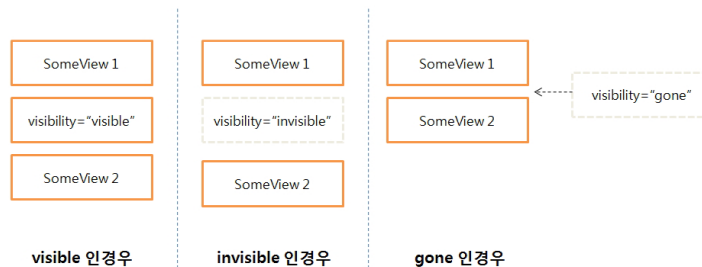 SomeView 1
visibility="visible"
SomeView 2
visible 인경우
SomeView 1
visibility="invisible"
SomeView 2
invisible 인경우
SomeView 1
SomeView 2
visibility="gone"
gone 인경우